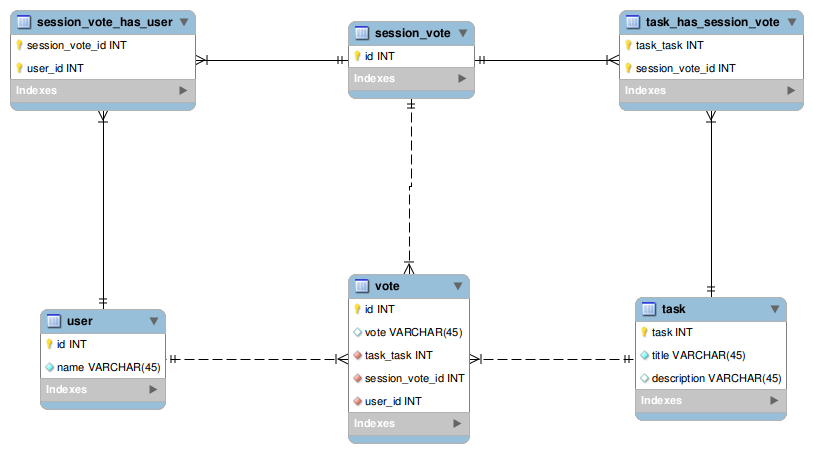 session_vote_has_user
session_vote_id INT
user_id INT
Indexes
session_vote
id INT
Indexes
task_has_session_vote
task_task INT
session_vote_id INT
Indexes
user
id INT
name VARCHAR(45)
Indexes
vote
id INT
vote VARCHAR(45)
task_task INT
session_vote_id INT
user_id INT
Indexes
task
task INT
title VARCHAR(45)
description VARCHAR(45)
Indexes